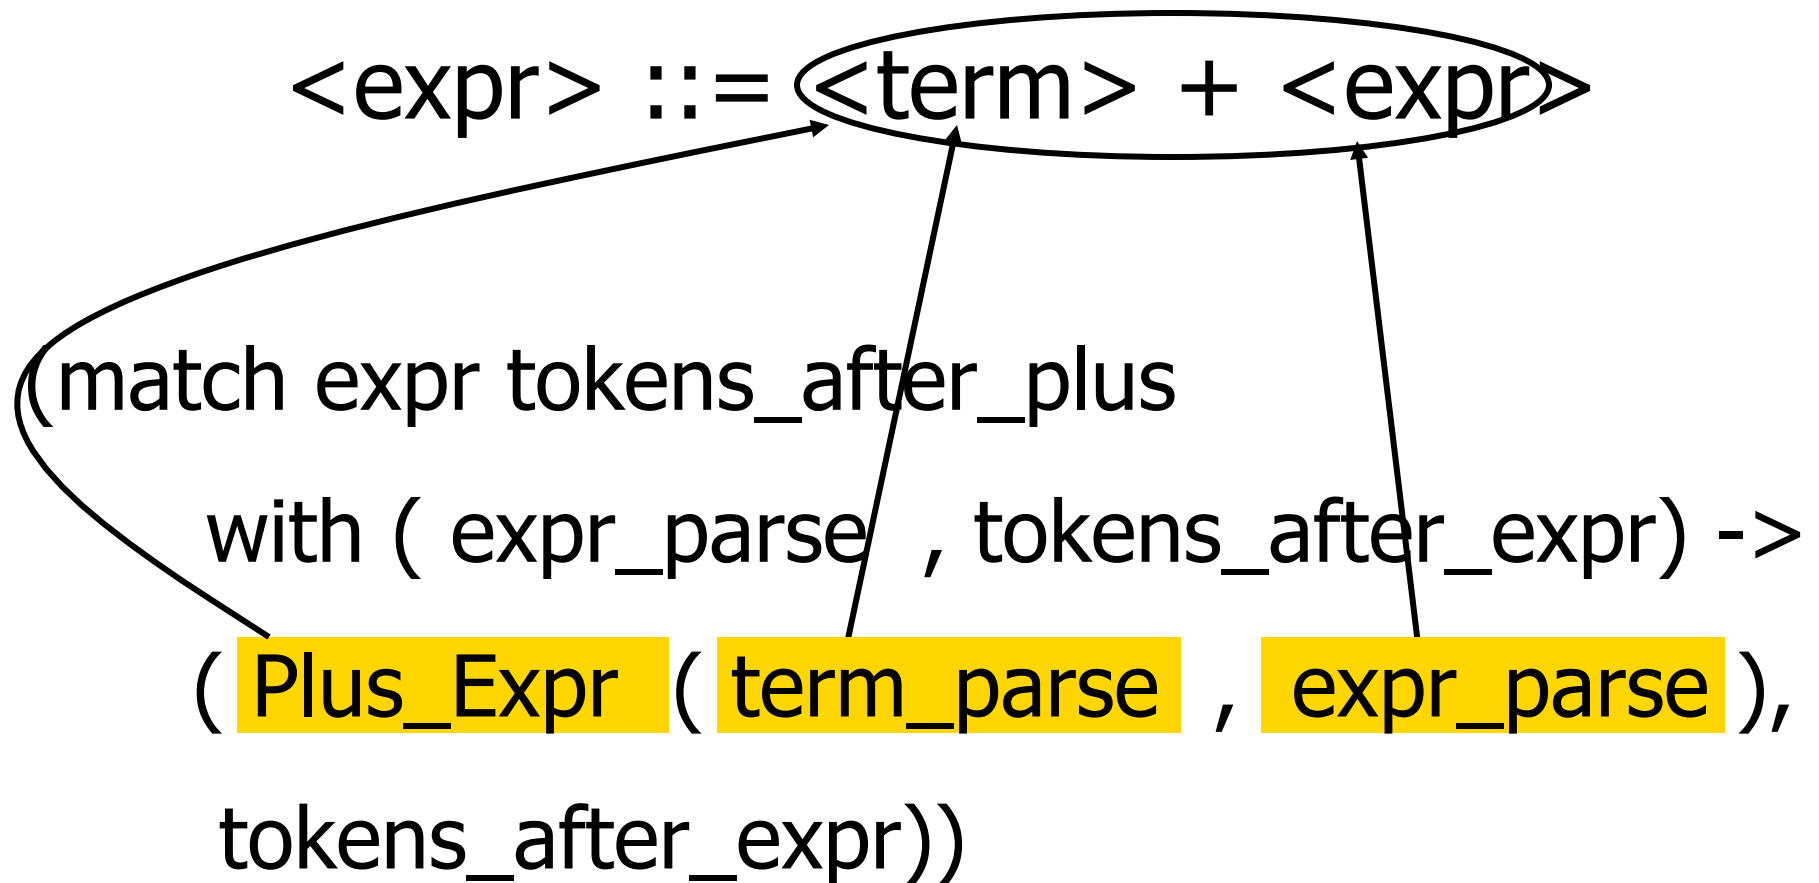 <expr> ::= <term> + <expr>
(match expr tokens_after_plus
with ( expr_parse , tokens_after_expr) ->
( Plus_Expr ( term_parse , expr_parse ),
tokens_after_expr))